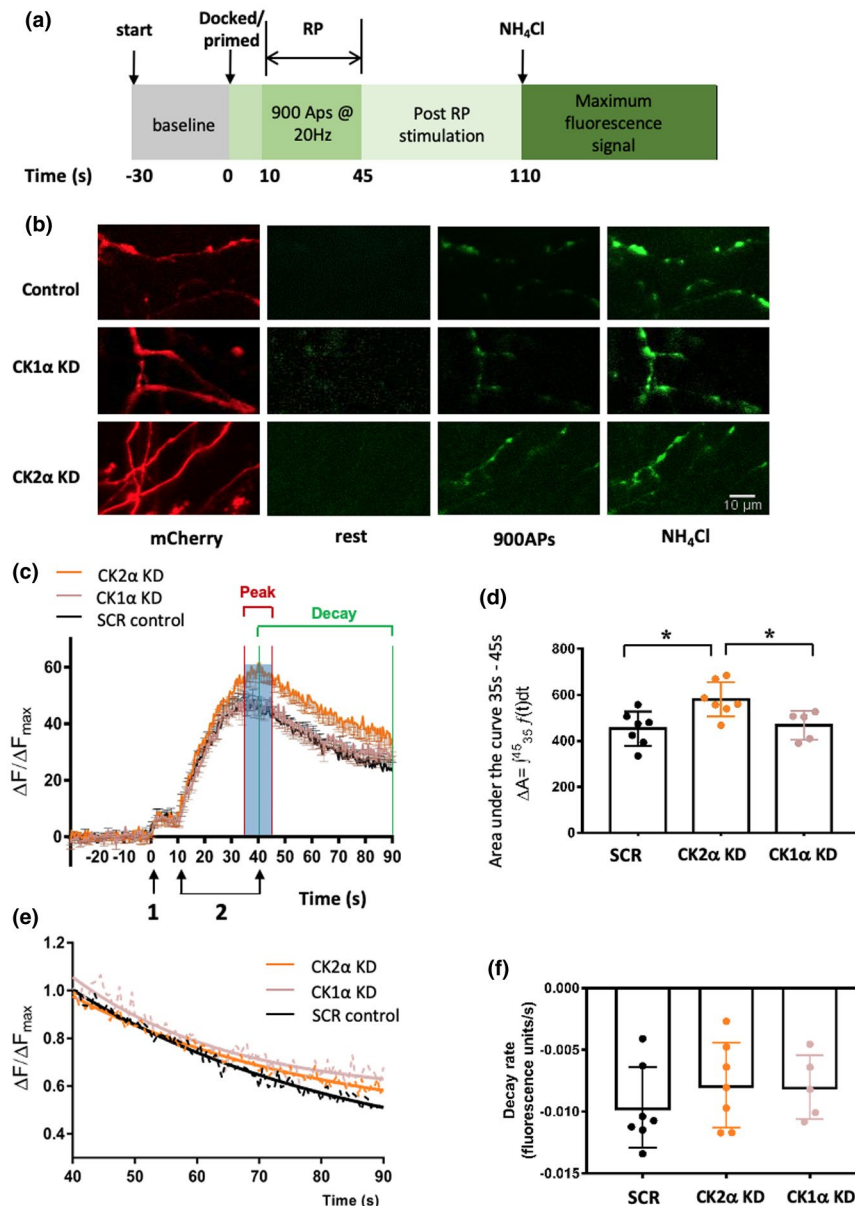 (a)
start
Docked/
primed
RP
NH₄Cl
baseline
900 Aps @
20Hz
Post RP
stimulation
Maximum
fluorescence
signal
Time (s)
-30 0 10 45 110
(b)
Control
CK1α KD
CK2α KD
10 µm
mCherry rest 900APs NH₄Cl
(c)
CK2α KD
CK1α KD
SCR control
Peak
Decay
ΔF/ΔFmax
60
40
20
0
-20 -10 0 10 20 30 40 50 60 70 80 90
1 2 Time (s)
(d)
Area under the curve 35s - 45s
ΔA= ∫⁴⁵₃₅ f(t)dt
* *
800
600
400
200
0
SCR CK2α KD CK1α KD
(e)
ΔF/ΔFmax
1.2
1.0
0.8
0.6
0.4
CK2α KD
CK1α KD
SCR control
40 50 60 70 80 90
Time (s)
(f)
Decay rate
(fluorescence units/s)
0.000
-0.005
-0.010
-0.015
SCR CK2α KD CK1α KD